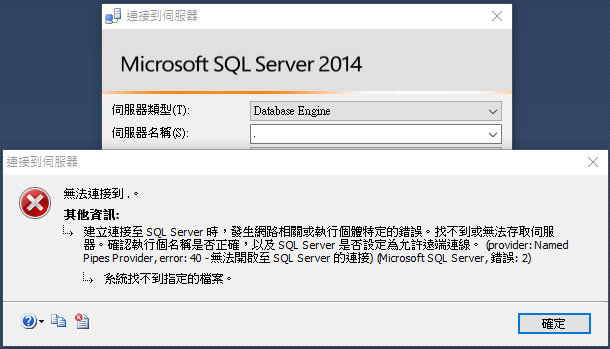 連接到伺服器
Microsoft SQL Server 2014
伺服器類型(T):
Database Engine
伺服器名稱(S):
.
連接到伺服器
無法連接到 .。
其他資訊:
建立連接至 SQL Server 時，發生網路相關或執行個體特定的錯誤。找不到或無法存取伺服
器。確認執行個名稱是否正確，以及 SQL Server 是否設定為允許遠端連線。 (provider: Named
Pipes Provider, error: 40 - 無法開啟至 SQL Server 的連接) (Microsoft SQL Server, 錯誤: 2)
系統找不到指定的檔案。
確定